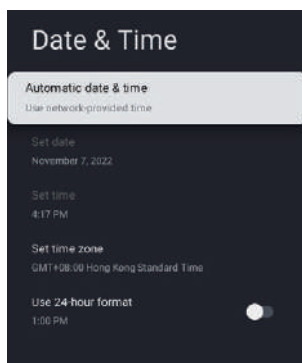 Date & Time
Automatic date & time
Use network-provided time
Set date
November 7, 2022
Set time
4:17 PM
Set time zone
GMT+08:00 Hong Kong Standard Time
Use 24-hour format
1:00 PM